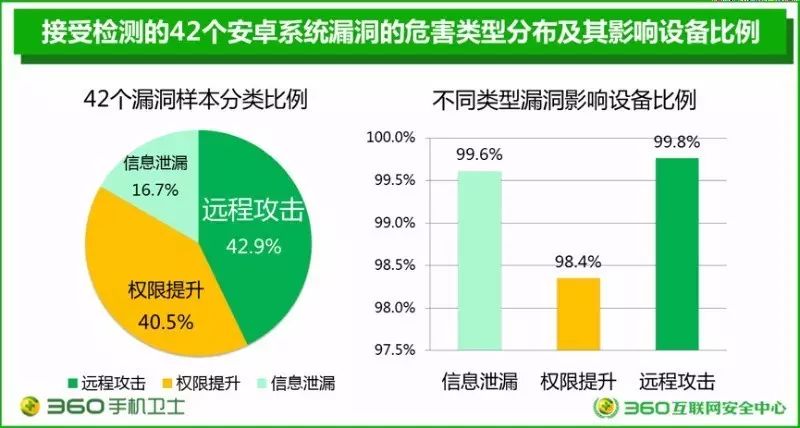 接受检测的42个安卓系统漏洞的危害类型分布及其影响设备比例
42个漏洞样本分类比例
信息泄漏
16.7%
远程攻击
42.9%
权限提升
40.5%
远程攻击 权限提升 信息泄漏
不同类型漏洞影响设备比例
100.0%
99.5%
99.0%
98.5%
98.0%
97.5%
99.6%
98.4%
99.8%
信息泄漏 权限提升 远程攻击
360手机卫士
360互联网安全中心